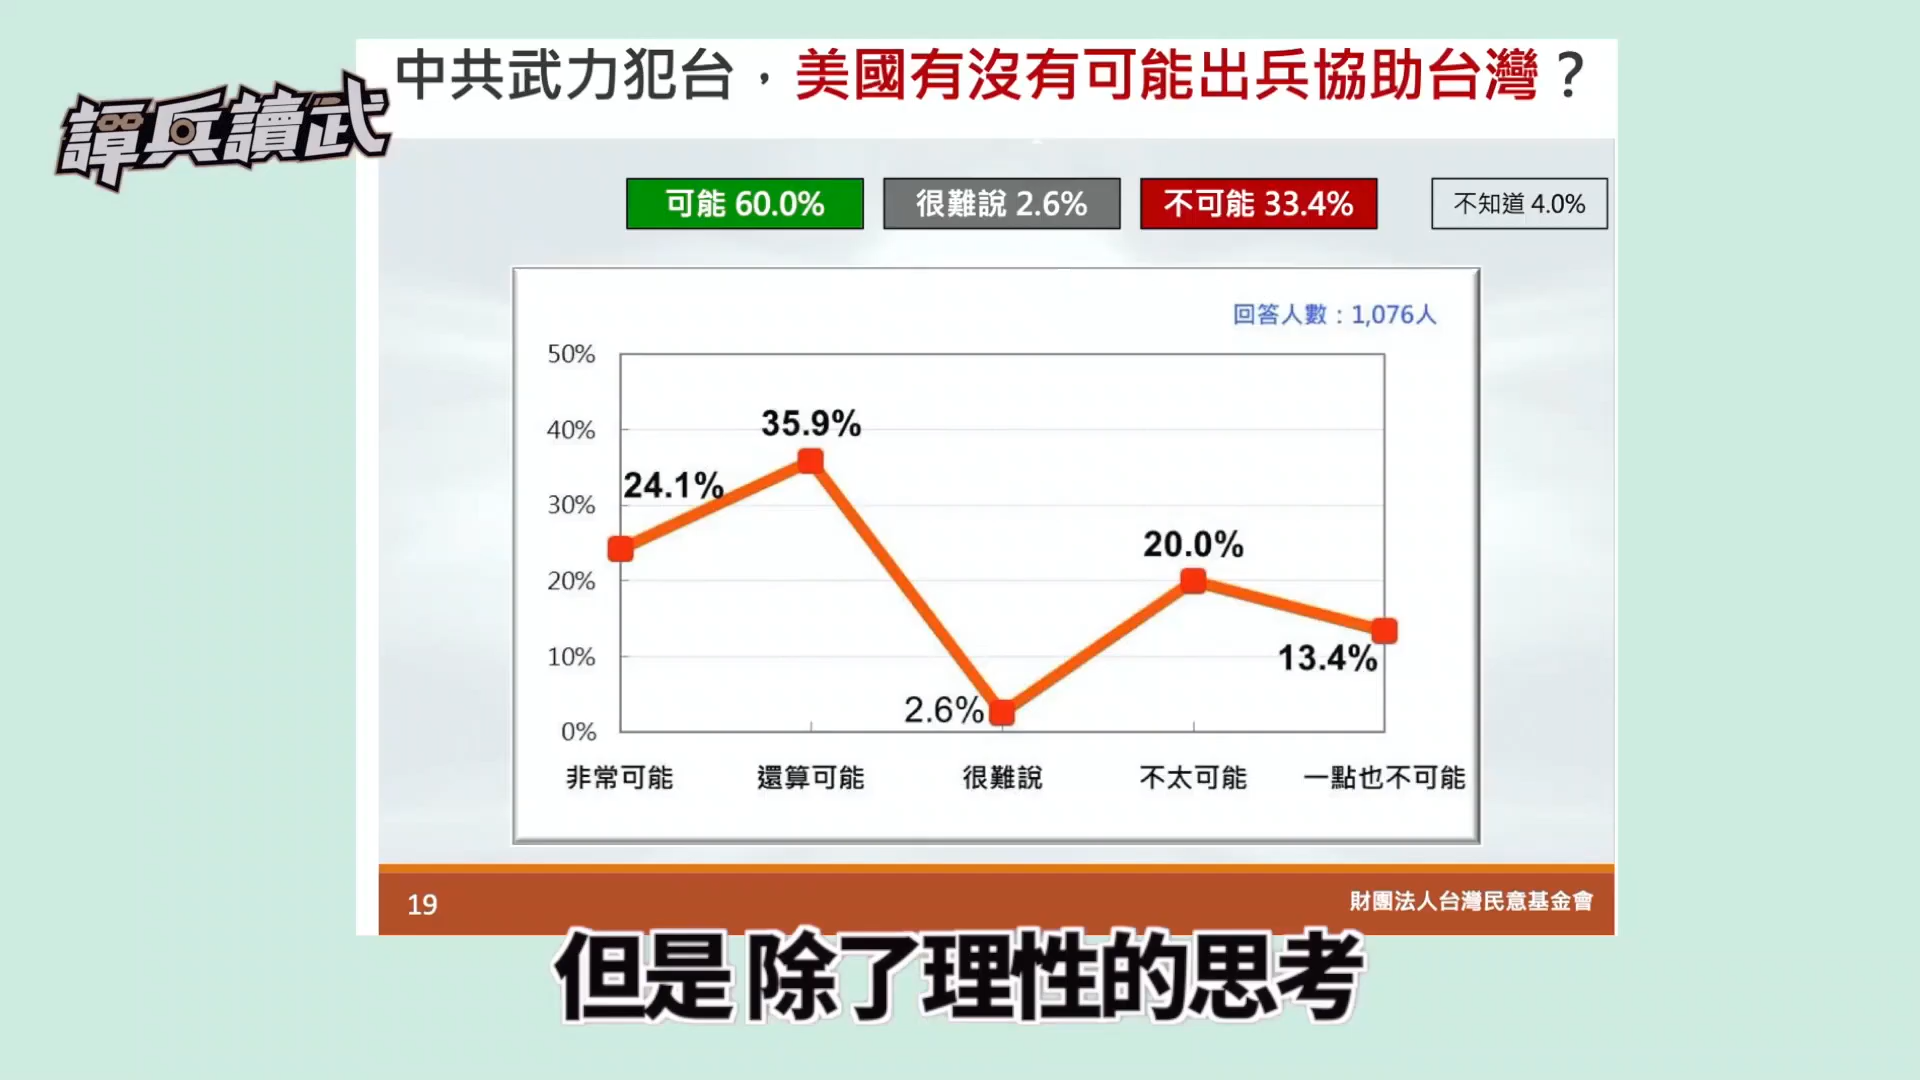 中共武力犯台，美國有沒有可能出兵協助台灣？
譚兵讀武
可能 60.0%
很難說 2.6%
不可能 33.4%
不知道 4.0%
回答人數：1,076人
50%
40%
30%
20%
10%
0%
24.1%
35.9%
2.6%
20.0%
13.4%
非常可能
還算可能
很難說
不太可能
一點也不可能
19
財團法人台灣民意基金會
但是 除了理性的思考